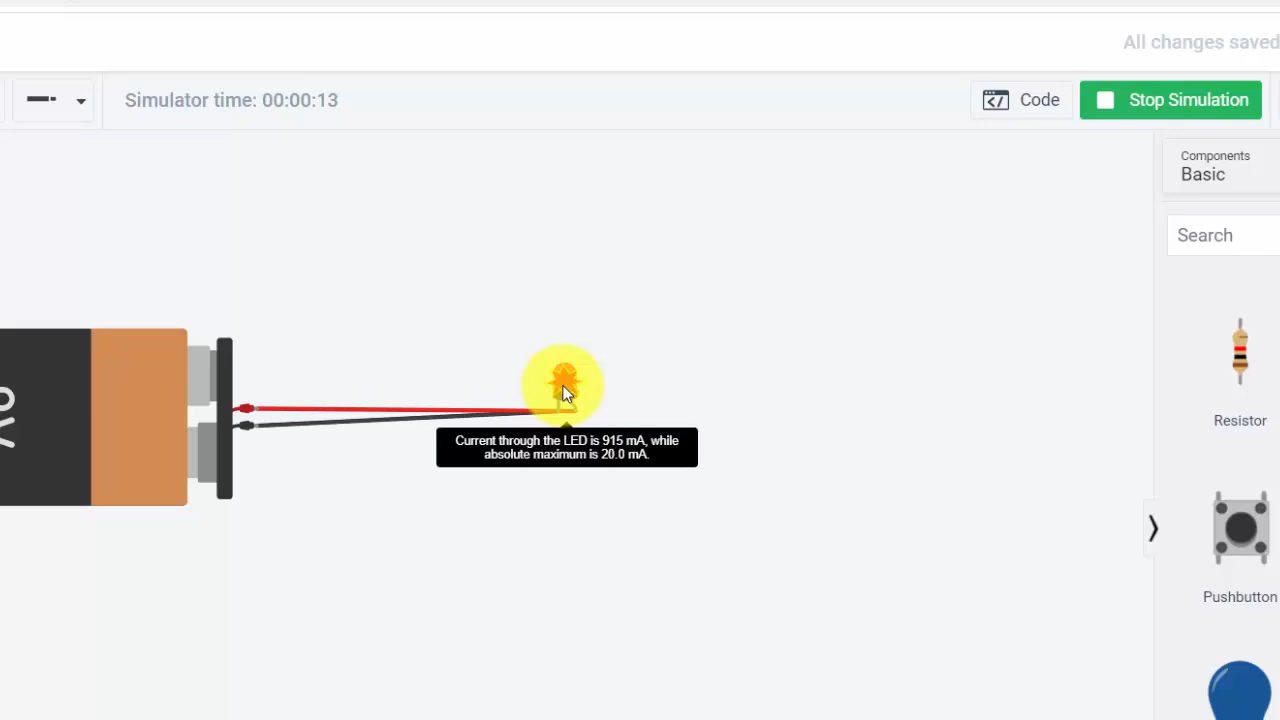 All changes saved
Simulator time: 00:00:13
Code
Stop Simulation
Components
Basic
Search
9V
Current through the LED is 915 mA, while
absolute maximum is 20.0 mA.
Resistor
Pushbutton